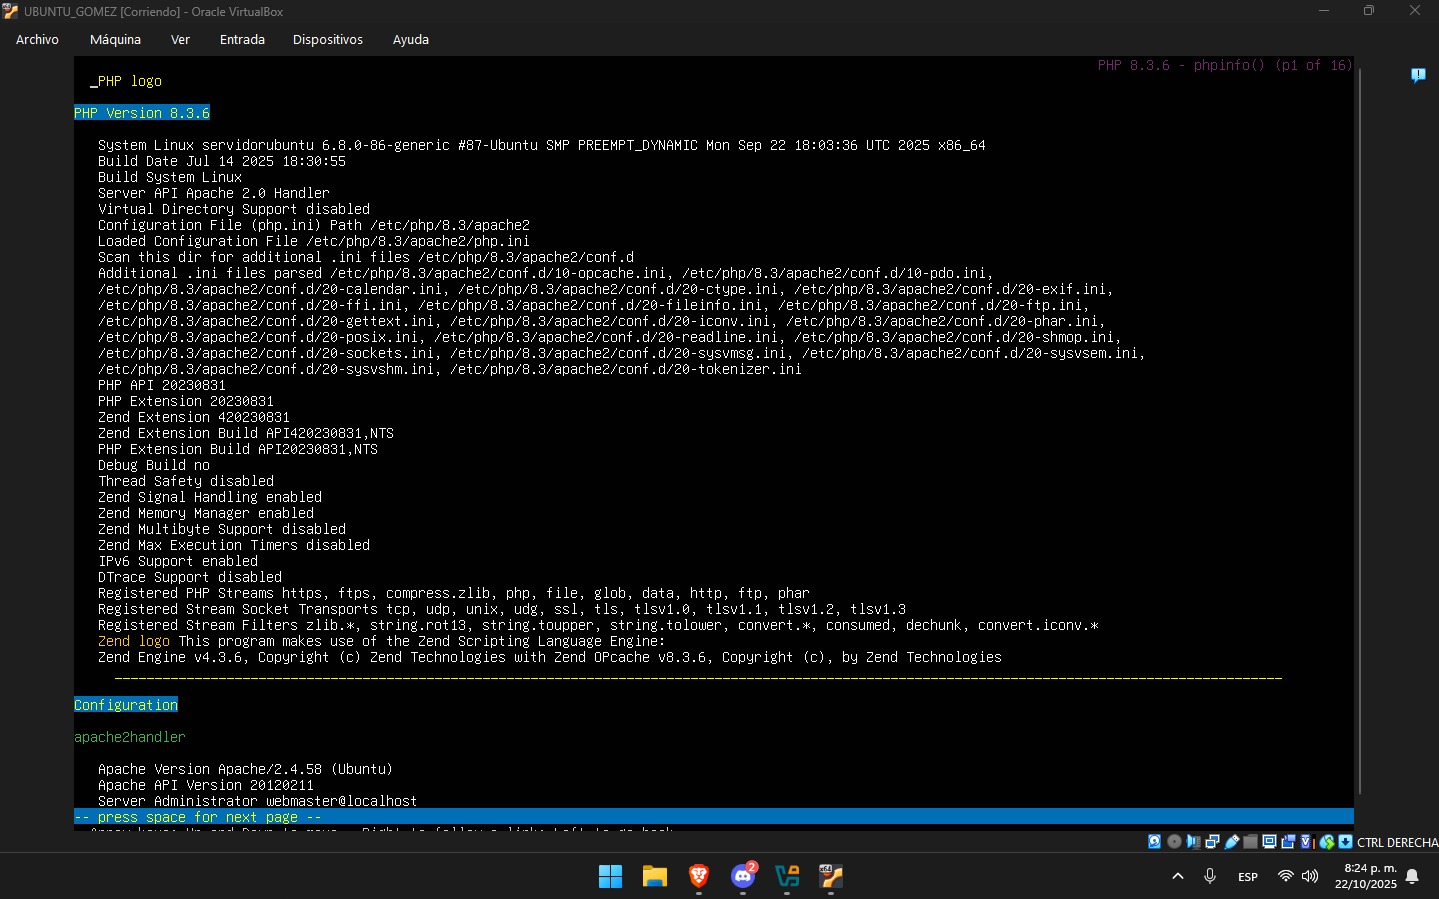 UBUNTU_GOMEZ [Corriendo] - Oracle VirtualBox
Archivo Máquina Ver Entrada Dispositivos Ayuda
PHP 8.3.6 - phpinfo() (p1 of 16)
_PHP logo
PHP Version 8.3.6
System Linux servidorubuntu 6.8.0-86-generic #87-Ubuntu SMP PREEMPT_DYNAMIC Mon Sep 22 18:03:36 UTC 2025 x86_64
Build Date Jul 14 2025 18:30:55
Build System Linux
Server API Apache 2.0 Handler
Virtual Directory Support disabled
Configuration File (php.ini) Path /etc/php/8.3/apache2
Loaded Configuration File /etc/php/8.3/apache2/php.ini
Scan this dir for additional .ini files /etc/php/8.3/apache2/conf.d
Additional .ini files parsed /etc/php/8.3/apache2/conf.d/10-opcache.ini, /etc/php/8.3/apache2/conf.d/10-pdo.ini,
/etc/php/8.3/apache2/conf.d/20-calendar.ini, /etc/php/8.3/apache2/conf.d/20-ctype.ini, /etc/php/8.3/apache2/conf.d/20-exif.ini,
/etc/php/8.3/apache2/conf.d/20-ffi.ini, /etc/php/8.3/apache2/conf.d/20-fileinfo.ini, /etc/php/8.3/apache2/conf.d/20-ftp.ini,
/etc/php/8.3/apache2/conf.d/20-gettext.ini, /etc/php/8.3/apache2/conf.d/20-iconv.ini, /etc/php/8.3/apache2/conf.d/20-phar.ini,
/etc/php/8.3/apache2/conf.d/20-posix.ini, /etc/php/8.3/apache2/conf.d/20-readline.ini, /etc/php/8.3/apache2/conf.d/20-shmop.ini,
/etc/php/8.3/apache2/conf.d/20-sockets.ini, /etc/php/8.3/apache2/conf.d/20-sysvmsg.ini, /etc/php/8.3/apache2/conf.d/20-sysvsem.ini,
/etc/php/8.3/apache2/conf.d/20-sysvshm.ini, /etc/php/8.3/apache2/conf.d/20-tokenizer.ini
PHP API 20230831
PHP Extension 20230831
Zend Extension 420230831
Zend Extension Build API420230831,NTS
PHP Extension Build API20230831,NTS
Debug Build no
Thread Safety disabled
Zend Signal Handling enabled
Zend Memory Manager enabled
Zend Multibyte Support disabled
Zend Max Execution Timers disabled
IPv6 Support enabled
DTrace Support disabled
Registered PHP Streams https, ftps, compress.zlib, php, file, glob, data, http, ftp, phar
Registered Stream Socket Transports tcp, udp, unix, udg, ssl, tls, tlsv1.0, tlsv1.1, tlsv1.2, tlsv1.3
Registered Stream Filters zlib.*, string.rot13, string.toupper, string.tolower, convert.*, consumed, dechunk, convert.iconv.*
Zend logo This program makes use of the Zend Scripting Language Engine:
Zend Engine v4.3.6, Copyright (c) Zend Technologies with Zend OPcache v8.3.6, Copyright (c), by Zend Technologies
Configuration
apache2handler
Apache Version Apache/2.4.58 (Ubuntu)
Apache API Version 20120211
Server Administrator webmaster@localhost
-- press space for next page --
Arrow keys: Up and Down to move. Right to follow a link; Left to go back.
CTRL DERECHA
2
x64
ESP
8:24 p. m.
22/10/2025